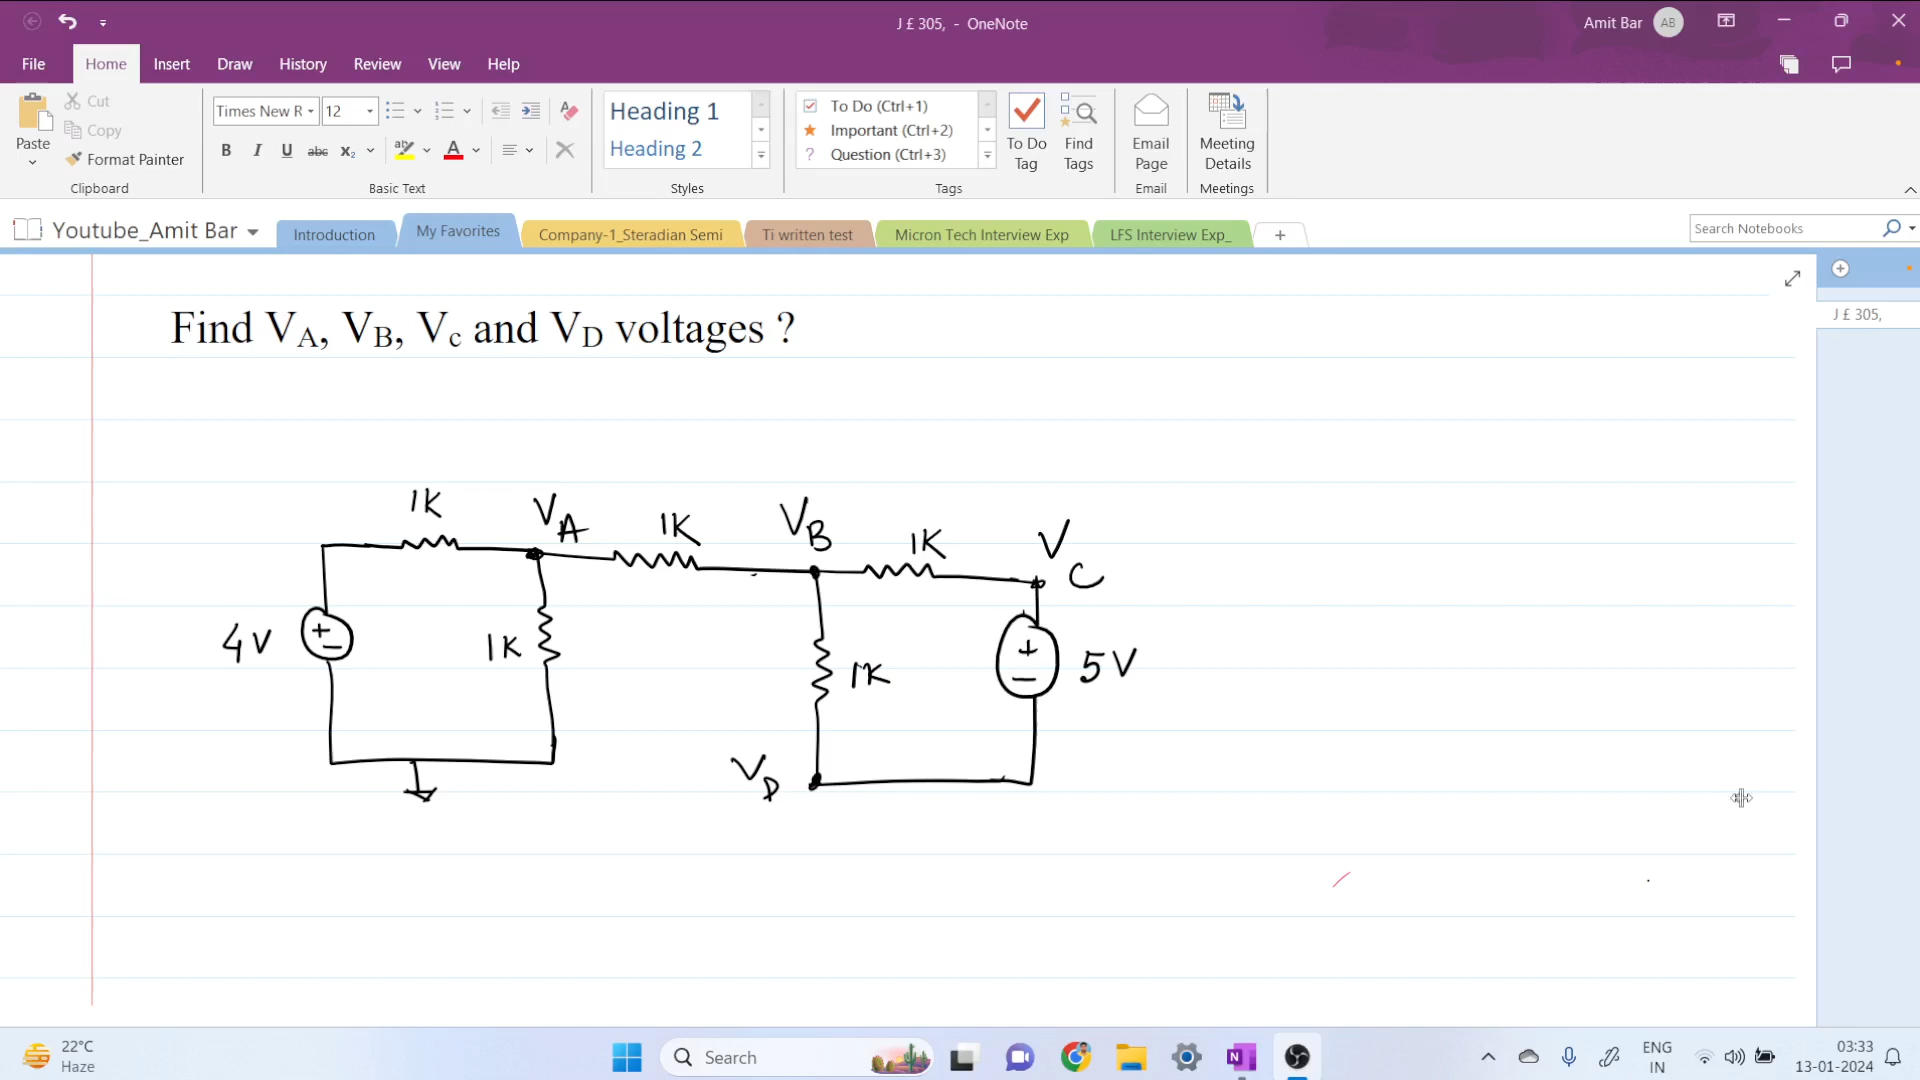 J £ 305, - OneNote
Amit Bar AB
File Home Insert Draw History Review View Help
Paste
Cut
Copy
Format Painter
Clipboard
Times New R 12
B I U abc x₂ ab A
Basic Text
Heading 1
Heading 2
Styles
To Do (Ctrl+1)
Important (Ctrl+2)
? Question (Ctrl+3)
To Do Tag
Find Tags
Tags
Email Page
Email
Meeting Details
Meetings
Youtube_Amit Bar
Introduction My Favorites Company-1_Steradian Semi Ti written test Micron Tech Interview Exp LFS Interview Exp_ +
Search Notebooks
J £ 305,
Find VA, VB, Vc and VD voltages ?
1K VA 1K VB 1K VC
4V + - 1K 1K + - 5V
VD
22°C
Haze
Search
ENG
IN
03:33
13-01-2024